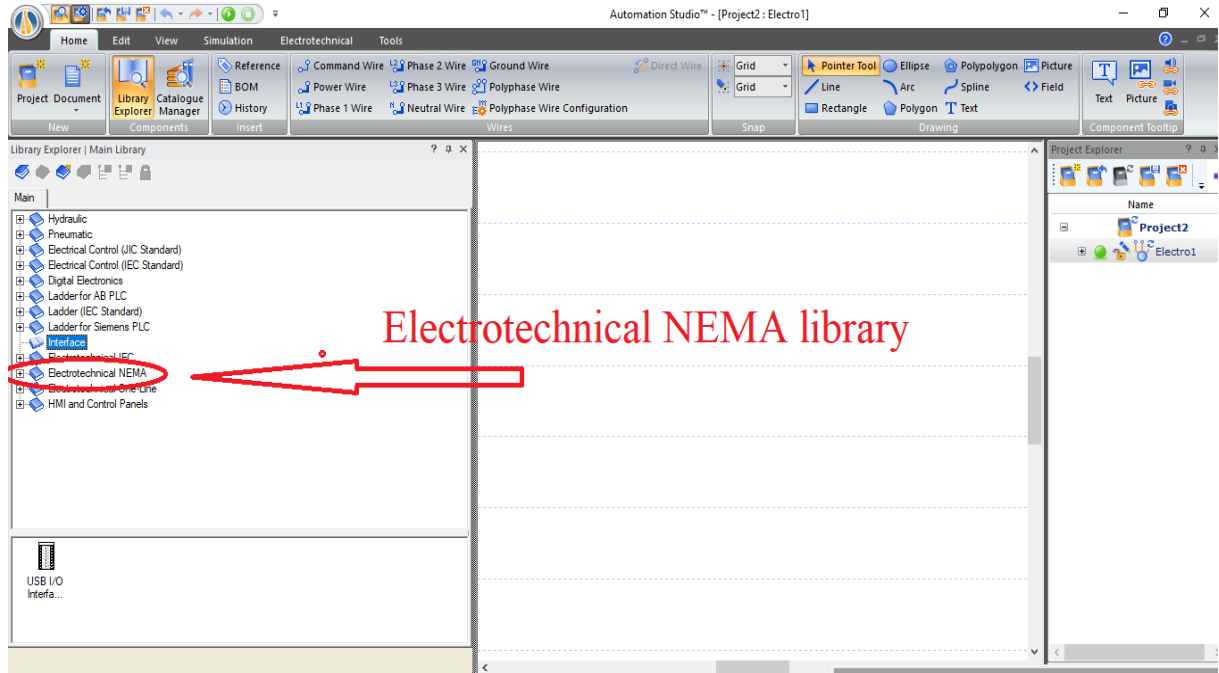 Automation Studio™ - [Project2 : Electro1]
Home Edit View Simulation Electrotechnical Tools
Project
Document
New
Library Explorer
Catalogue Manager
Components
Reference
BOM
History
Insert
Command Wire
Power Wire
Phase 1 Wire
Phase 2 Wire
Phase 3 Wire
Neutral Wire
Ground Wire
Polyphase Wire
Polyphase Wire Configuration
Direct Wire
Wires
Grid
Grid
Snap
Pointer Tool
Line
Rectangle
Ellipse
Arc
Polygon
Polypolygon
Spline
Text
Picture
Field
Drawing
Text
Picture
Component Tooltip
Library Explorer | Main Library
Main
Hydraulic
Pneumatic
Electrical Control (JIC Standard)
Electrical Control (IEC Standard)
Digital Electronics
Ladder for AB PLC
Ladder (IEC Standard)
Ladder for Siemens PLC
Interface
Electrotechnical IEC
Electrotechnical NEMA
Electrotechnical One-Line
HMI and Control Panels
USB I/O
Interfa...
Electrotechnical NEMA library
Project Explorer
Name
Project2
Electro1